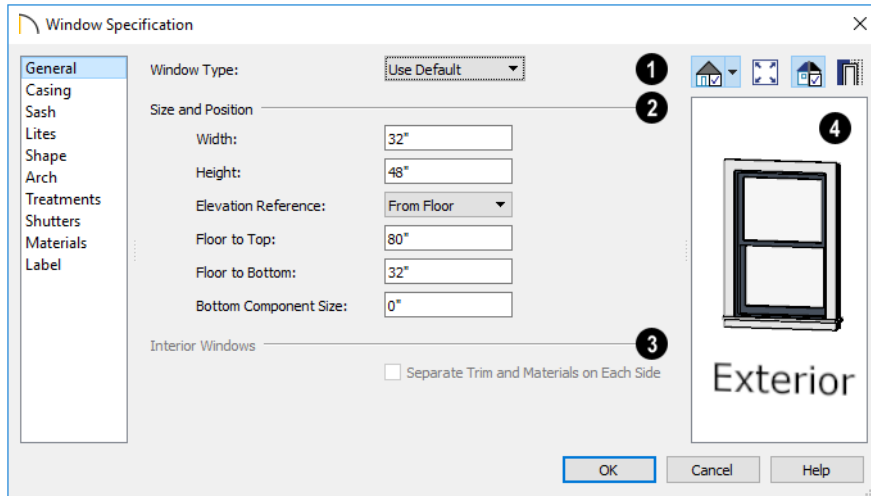 Window Specification
General
Casing
Sash
Lites
Shape
Arch
Treatments
Shutters
Materials
Label
Window Type: Use Default 1
Size and Position 2
Width: 32"
Height: 48"
Elevation Reference: From Floor
Floor to Top: 80"
Floor to Bottom: 32"
Bottom Component Size: 0"
Interior Windows 3
Separate Trim and Materials on Each Side
4
Exterior
OK Cancel Help